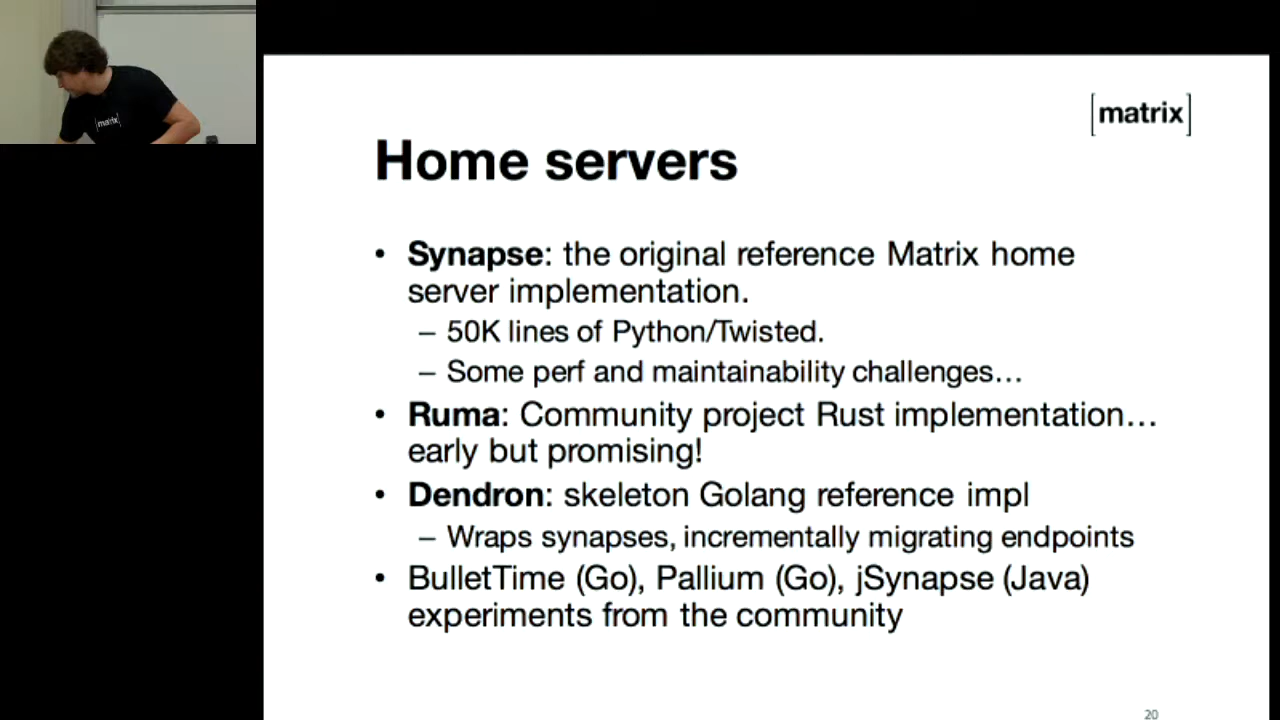 [matrix]
[matrix]
Home servers
• Synapse: the original reference Matrix home
server implementation.
– 50K lines of Python/Twisted.
– Some perf and maintainability challenges…
• Ruma: Community project Rust implementation…
early but promising!
• Dendron: skeleton Golang reference impl
– Wraps synapses, incrementally migrating endpoints
• BulletTime (Go), Pallium (Go), jSynapse (Java)
experiments from the community
20